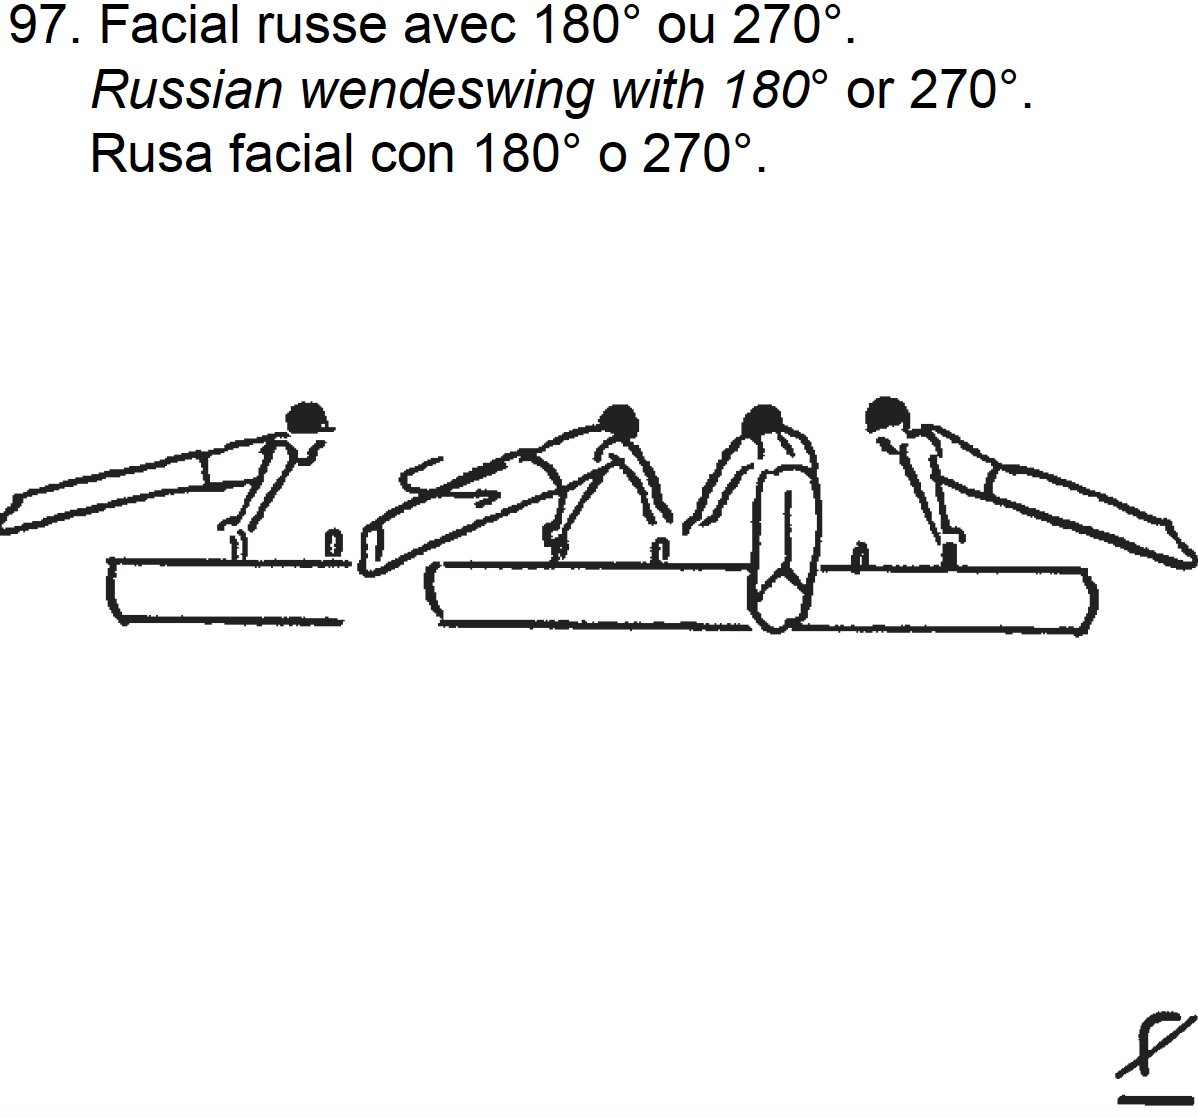 97. Facial russe avec 180° ou 270°.
Russian wendeswing with 180° or 270°.
Rusa facial con 180° o 270°.